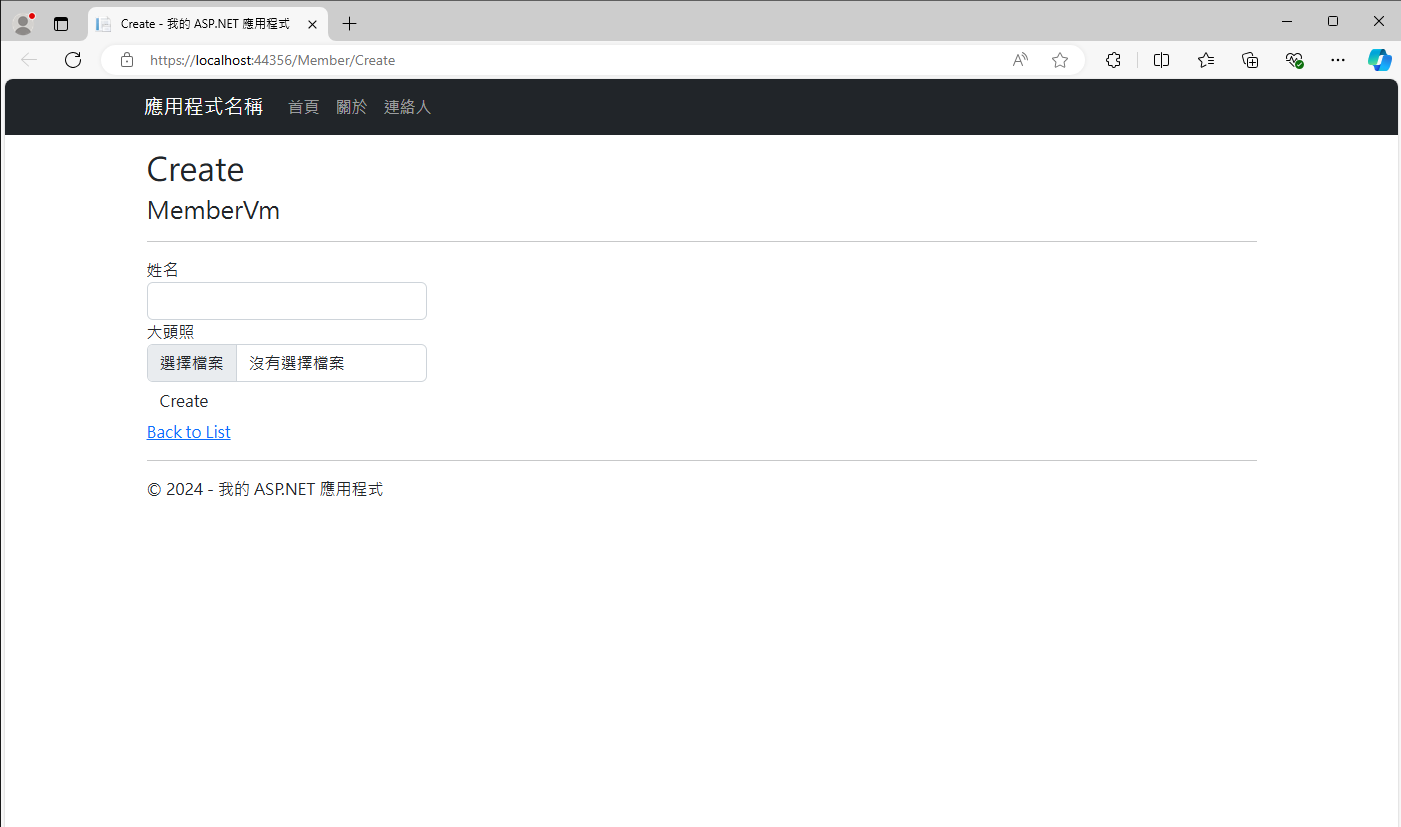 Create - 我的 ASP.NET 應用程式
https://localhost:44356/Member/Create
應用程式名稱 首頁 關於 連絡人
Create
MemberVm
姓名
大頭照
選擇檔案 沒有選擇檔案
Create
Back to List
© 2024 - 我的 ASP.NET 應用程式